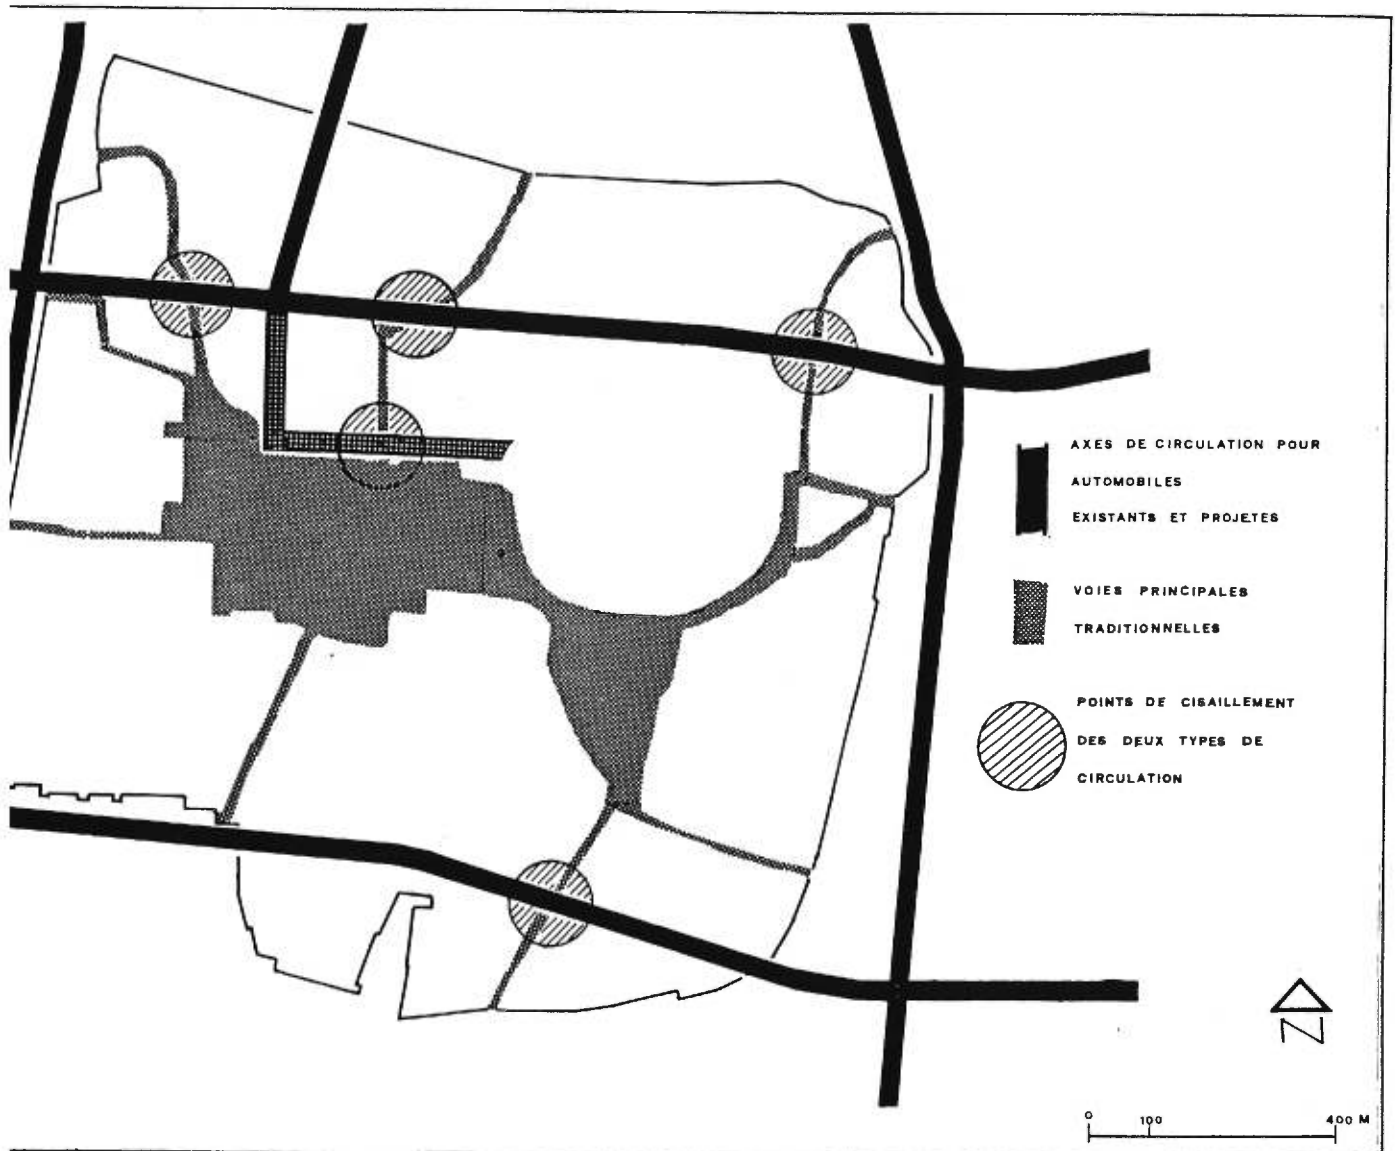 AXES DE CIRCULATION POUR
AUTOMOBILES
EXISTANTS ET PROJETES
VOIES PRINCIPALES
TRADITIONNELLES
POINTS DE CISAILLEMENT
DES DEUX TYPES DE
CIRCULATION
N
0 100 400 M